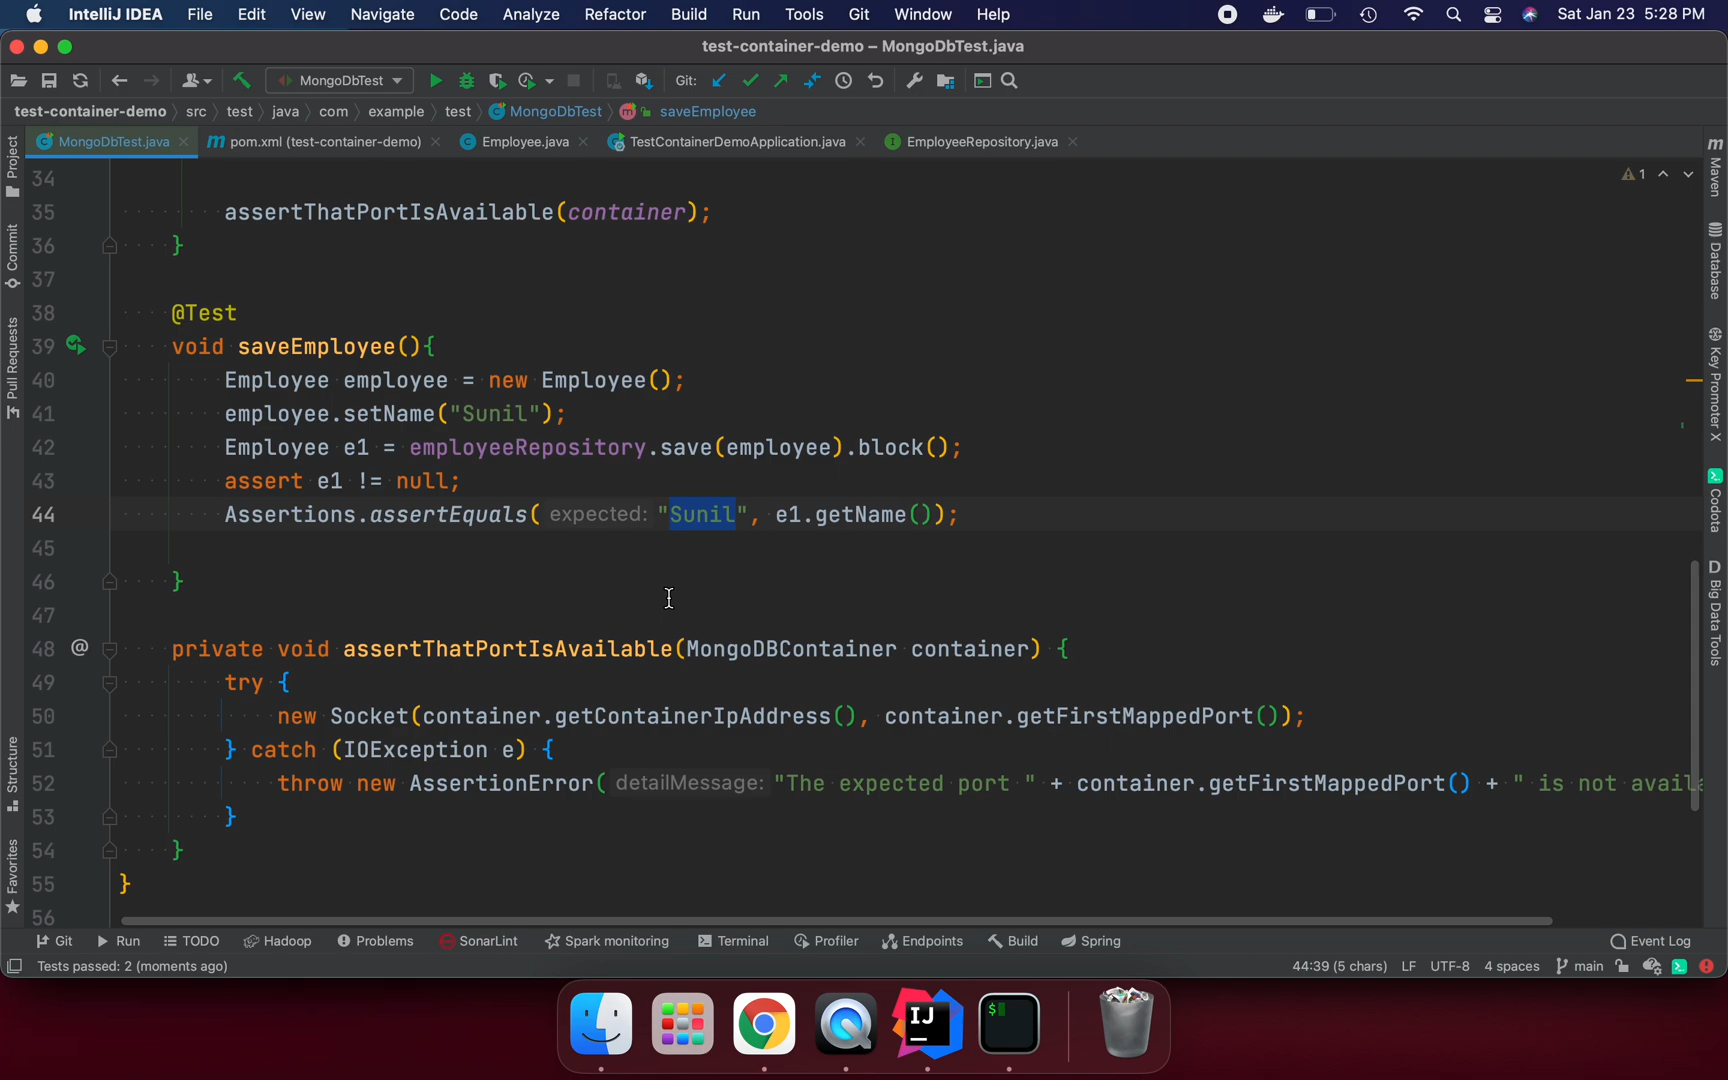 IntelliJ IDEA File Edit View Navigate Code Analyze Refactor Build Run Tools Git Window Help Sat Jan 23 5:28 PM
test-container-demo – MongoDbTest.java
MongoDbTest Git:
test-container-demo src test java com example test MongoDbTest m saveEmployee
C MongoDbTest.java m pom.xml (test-container-demo) C Employee.java TestContainerDemoApplication.java I EmployeeRepository.java
Project
Commit
Pull Requests
Structure
Favorites
1
34
35 assertThatPortIsAvailable(container);
36 }
37
38 @Test
39 void saveEmployee(){
40 Employee employee = new Employee();
41 employee.setName("Sunil");
42 Employee e1 = employeeRepository.save(employee).block();
43 assert e1 != null;
44 Assertions.assertEquals( expected: "Sunil", e1.getName());
45
46 }
47
48 @ private void assertThatPortIsAvailable(MongoDBContainer container) {
49 try {
50 new Socket(container.getContainerIpAddress(), container.getFirstMappedPort());
51 } catch (IOException e) {
52 throw new AssertionError( detailMessage: "The expected port " + container.getFirstMappedPort() + " is not availa
53 }
54 }
55 }
56
m Maven
Database
Key Promoter X
Codota
D Big Data Tools
Git Run TODO Hadoop Problems SonarLint Spark monitoring Terminal Profiler Endpoints Build Spring Event Log
Tests passed: 2 (moments ago) 44:39 (5 chars) LF UTF-8 4 spaces main
IJ $